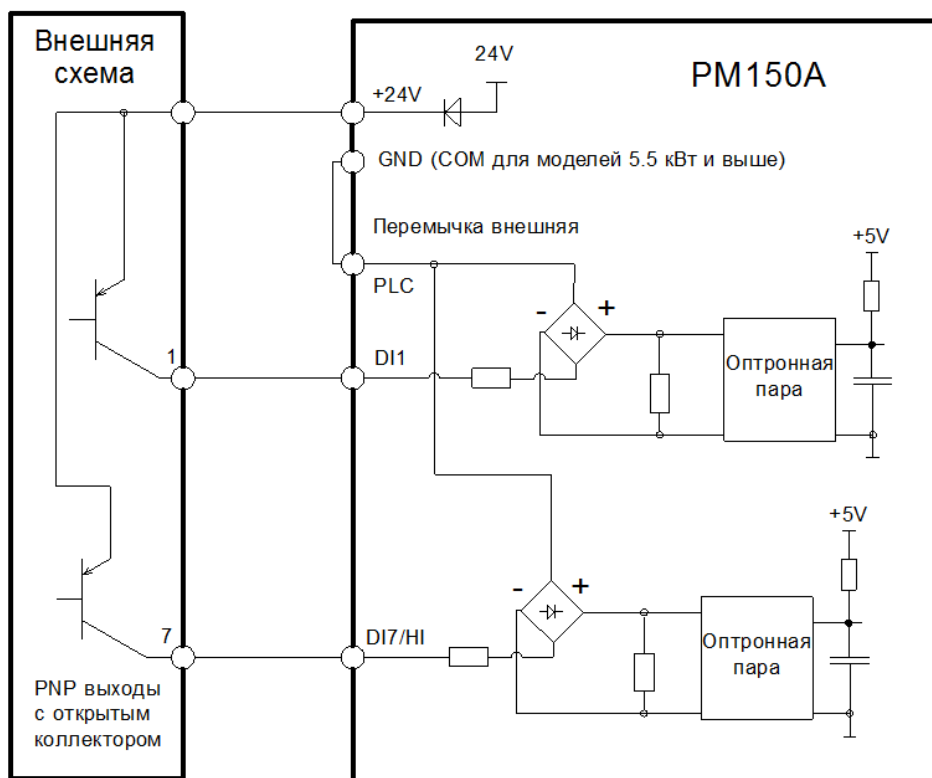 Внешняя
схема
PM150A
24V
+24V
GND (COM для моделей 5.5 кВт и выше)
Перемычка внешняя
PLC
+5V
- +
1
DI1
Оптронная
пара
+5V
- +
7
DI7/HI
Оптронная
пара
PNP выходы
с открытым
коллектором